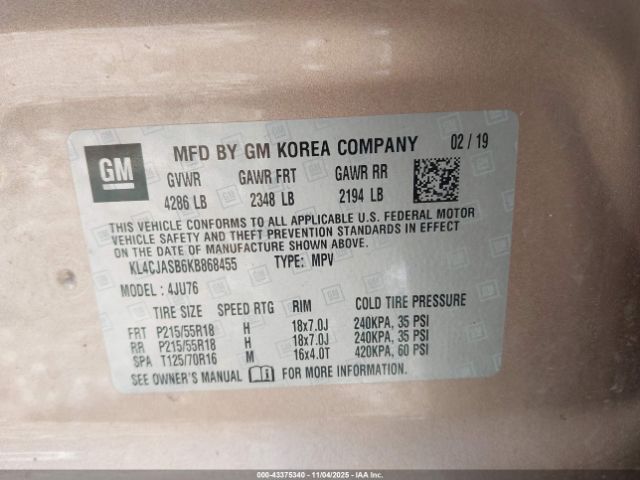 GM MFD BY GM KOREA COMPANY 02 / 19
GVWR GAWR FRT GAWR RR
4286 LB 2348 LB 2194 LB
THIS VEHICLE CONFORMS TO ALL APPLICABLE U.S. FEDERAL MOTOR
VEHICLE SAFETY AND THEFT PREVENTION STANDARDS IN EFFECT
ON THE DATE OF MANUFACTURE SHOWN ABOVE.
KL4CJASB6KB868455 TYPE: MPV
MODEL : 4JU76
TIRE SIZE SPEED RTG RIM COLD TIRE PRESSURE
FRT P215/55R18 H 18x7.0J 240KPA, 35 PSI
RR P215/55R18 H 18x7.0J 240KPA, 35 PSI
SPA T125/70R16 M 16x4.0T 420KPA, 60 PSI
SEE OWNER'S MANUAL FOR MORE INFORMATION.
000-43375340 - 11/04/2025 - IAA, Inc.